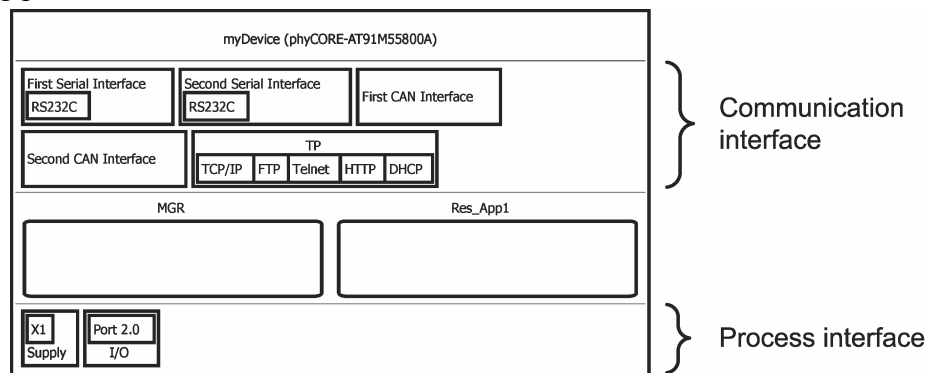 myDevice (phyCORE-AT91M55800A)
First Serial Interface
RS232C
Second Serial Interface
RS232C
First CAN Interface
Second CAN Interface
TP
TCP/IP FTP Telnet HTTP DHCP
Communication
interface
MGR
Res_App1
X1
Supply
Port 2.0
I/O
Process interface